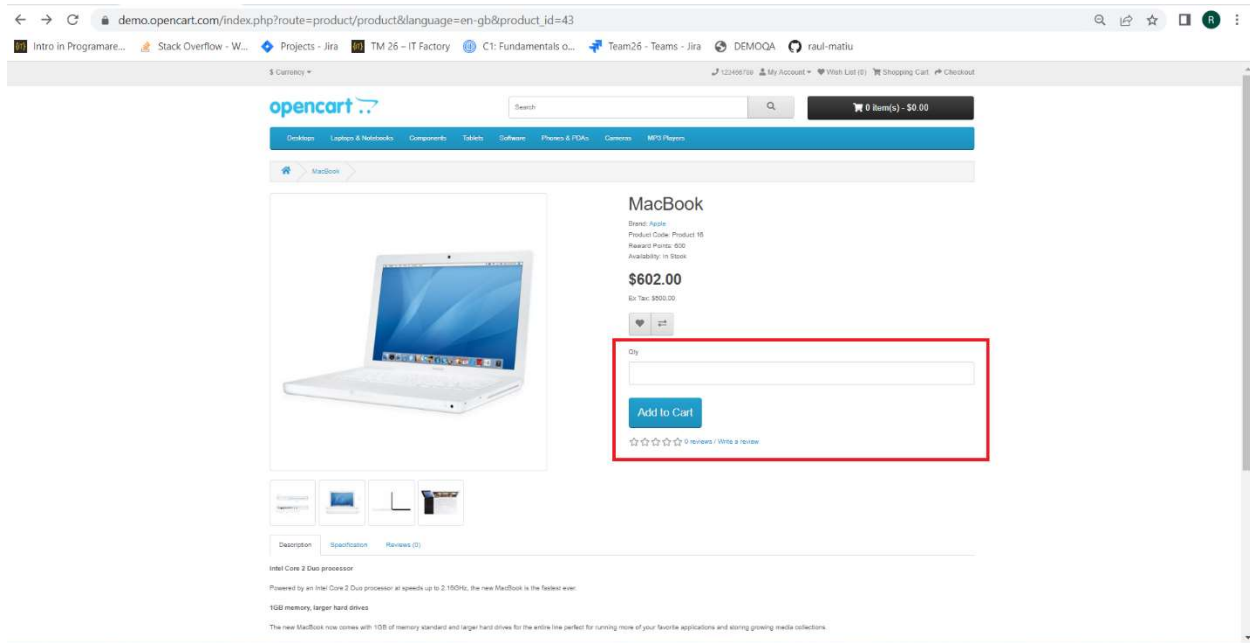 demo.opencart.com/index.php?route=product/product&language=en-gb&product_id=43
R
Intro in Programare... Stack Overflow - W... Projects - Jira TM 26 – IT Factory C1: Fundamentals o... Team26 - Teams - Jira DEMOQA raul-matiu
$ Currency 123456789 My Account Wish List (0) Shopping Cart Checkout
opencart Search 0 item(s) - $0.00
Desktops Laptops & Notebooks Components Tablets Software Phones & PDAs Cameras MP3 Players
MacBook
MacBook
Brand: Apple
Product Code: Product 16
Reward Points: 600
Availability: In Stock
$602.00
Ex Tax: $500.00
Qty
Add to Cart
0 reviews / Write a review
Description Specification Reviews (0)
Intel Core 2 Duo processor
Powered by an Intel Core 2 Duo processor at speeds up to 2.16GHz, the new MacBook is the fastest ever.
1GB memory, larger hard drives
The new MacBook now comes with 1GB of memory standard and larger hard drives for the entire line perfect for running more of your favorite applications and storing growing media collections.